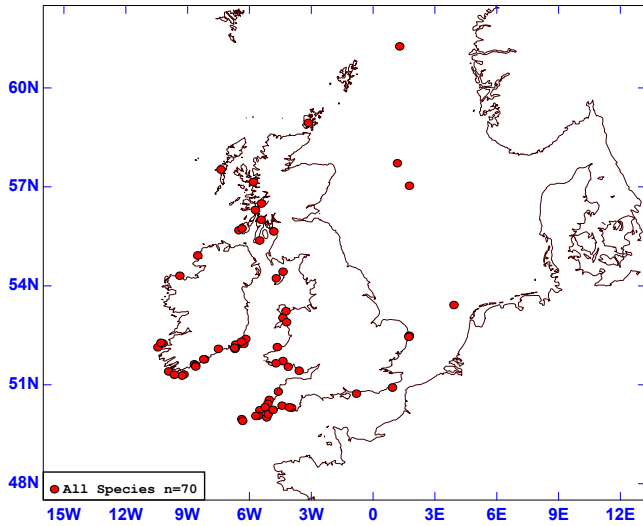 60N
57N
54N
51N
48N
All Species n=70
15W 12W 9W 6W 3W 0 3E 6E 9E 12E